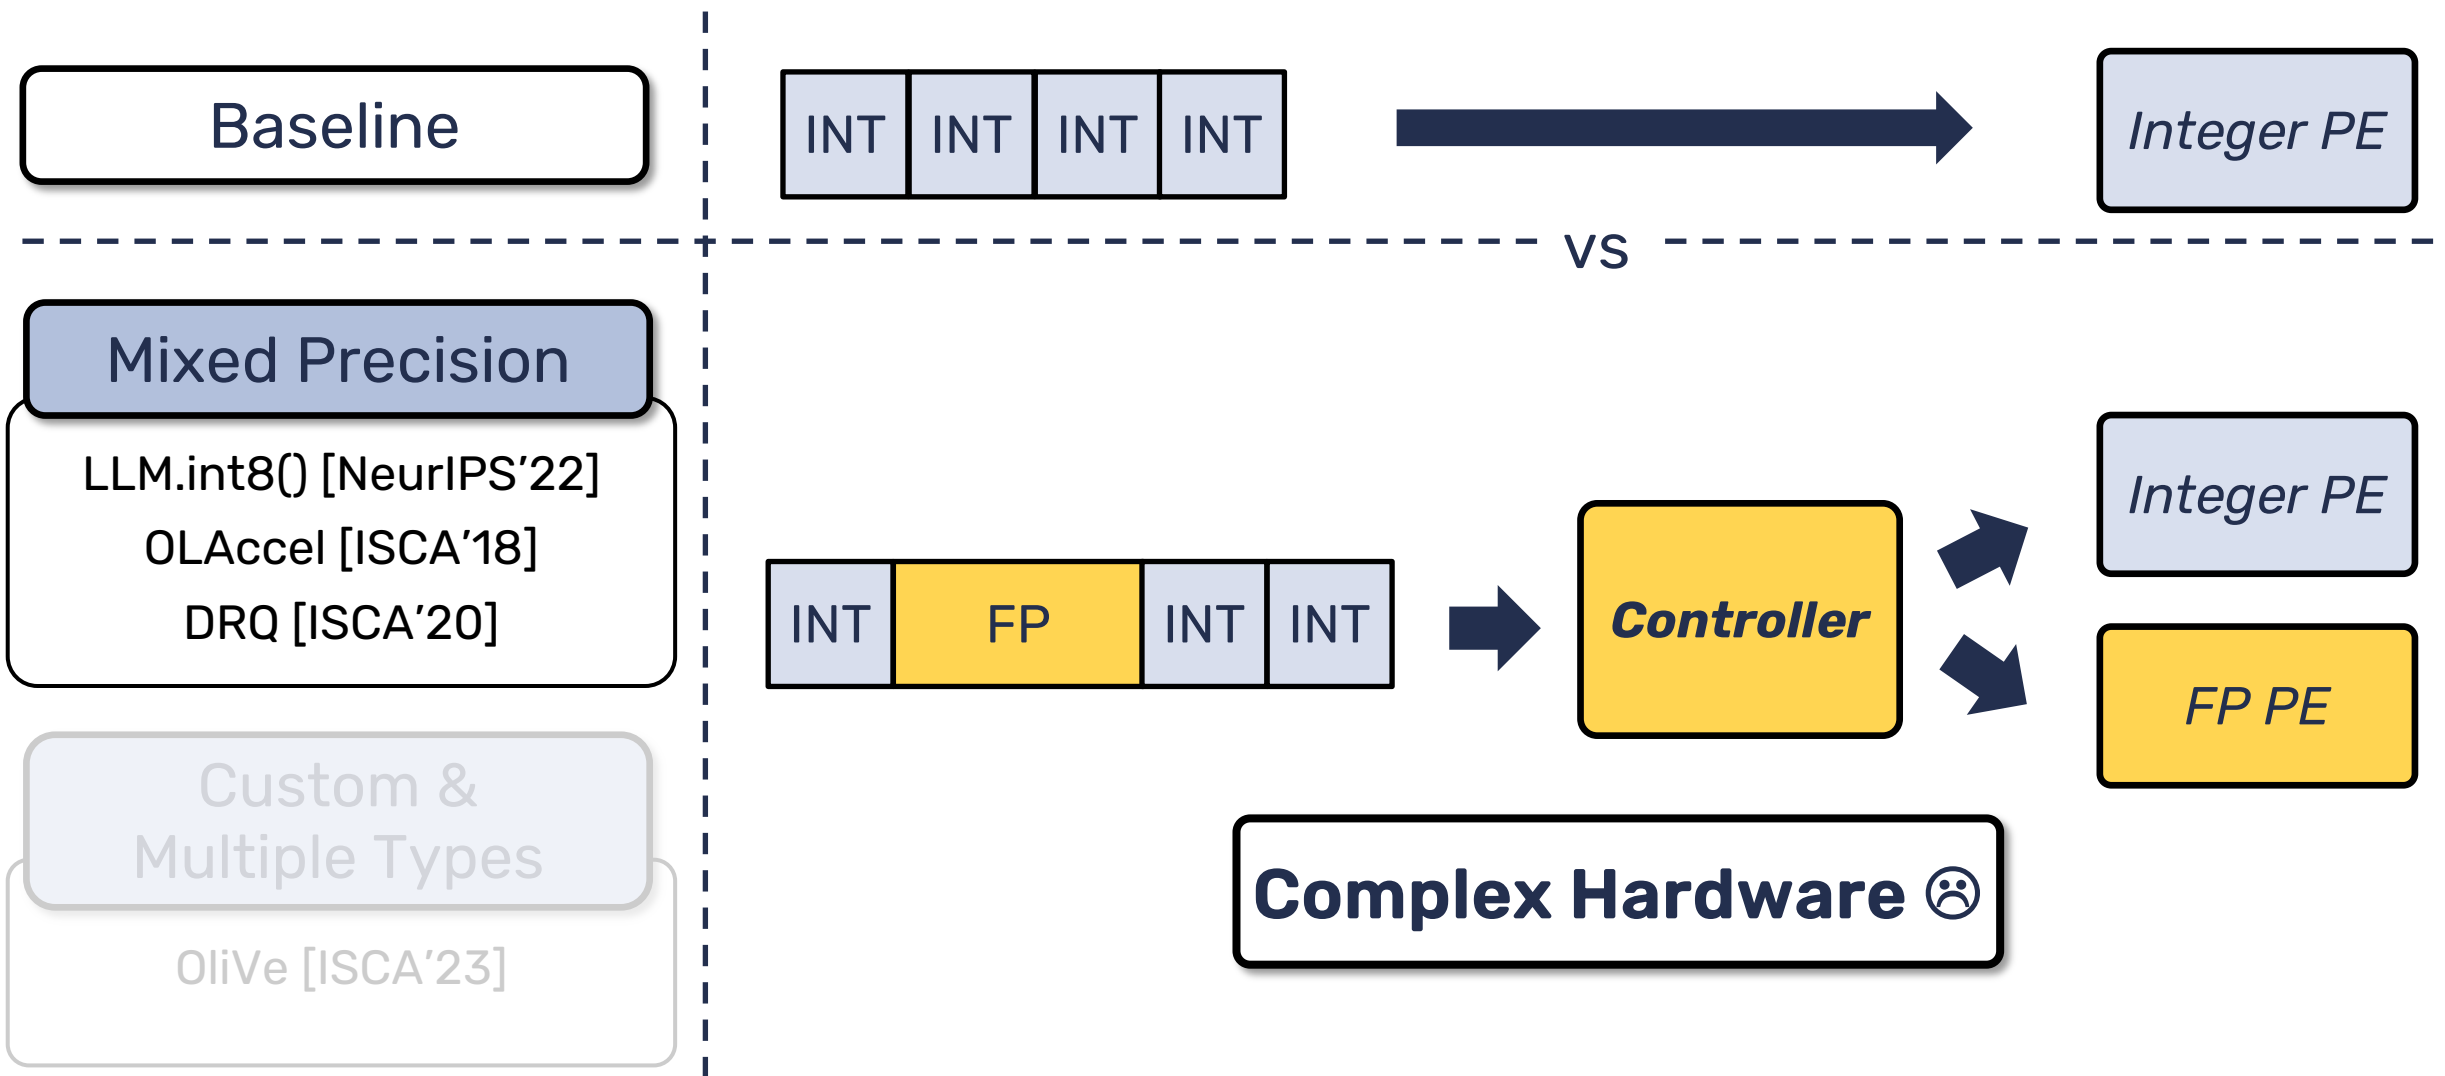 Baseline
INT INT INT INT
Integer PE
vs
Mixed Precision
LLM.int8() [NeurIPS’22]
OLAccel [ISCA’18]
DRQ [ISCA’20]
INT FP INT INT
Controller
Integer PE
FP PE
Complex Hardware ☹
Custom &
Multiple Types
OliVe [ISCA’23]